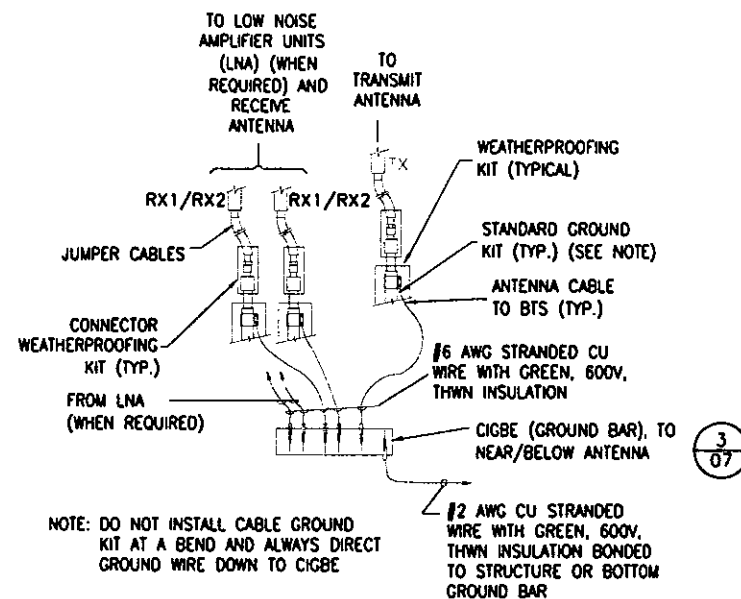 TO LOW NOISE
AMPLIFIER UNITS
(LNA) (WHEN
REQUIRED) AND
RECEIVE
ANTENNA
TO
TRANSMIT
ANTENNA
TX
WEATHERPROOFING
KIT (TYPICAL)
RX1/RX2
RX1/RX2
STANDARD GROUND
KIT (TYP.) (SEE NOTE)
JUMPER CABLES
ANTENNA CABLE
TO BTS (TYP.)
CONNECTOR
WEATHERPROOFING
KIT (TYP.)
#6 AWG STRANDED CU
WIRE WITH GREEN, 600V,
THWN INSULATION
FROM LNA
(WHEN REQUIRED)
CIGBE (GROUND BAR), TO
NEAR/BELOW ANTENNA
3
07
NOTE: DO NOT INSTALL CABLE GROUND
KIT AT A BEND AND ALWAYS DIRECT
GROUND WIRE DOWN TO CIGBE
#2 AWG CU STRANDED
WIRE WITH GREEN, 600V,
THWN INSULATION BONDED
TO STRUCTURE OR BOTTOM
GROUND BAR